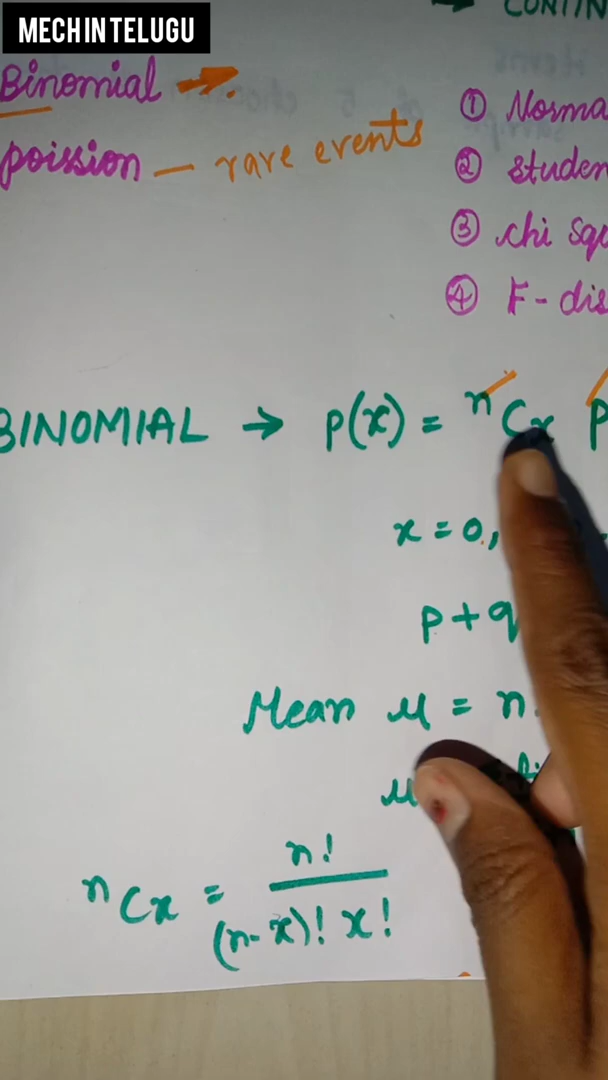 MECH IN TELUGU
→ CONTIN
Binomial →
poission — rare events
① Norma
② studen
③ chi squ
④ F-dis
BINOMIAL → p(x) = ⁿCx p
x = 0,
p + q
Mean μ = n.
μ
ⁿCx = n!
(n-x)! x!